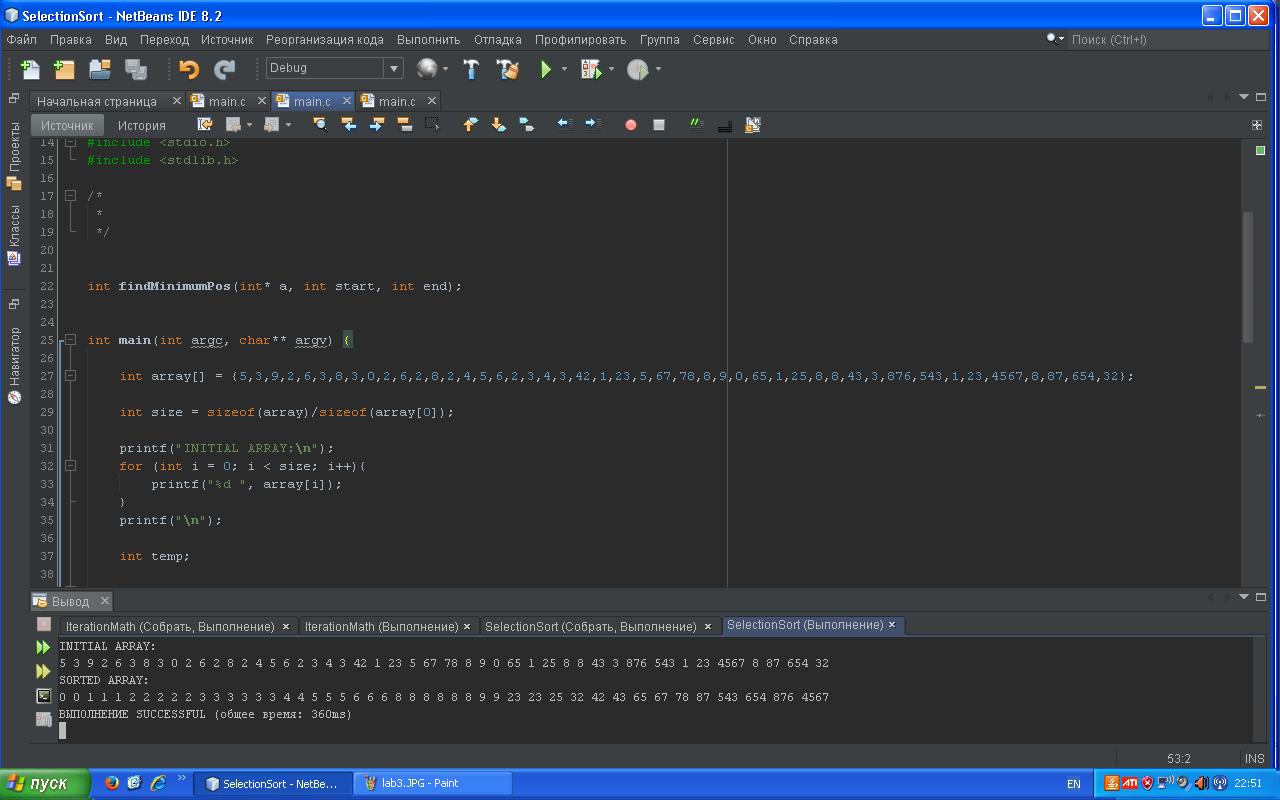 SelectionSort - NetBeans IDE 8.2
Файл Правка Вид Переход Источник Реорганизация кода Выполнить Отладка Профилировать Группа Сервис Окно Справка Поиск (Ctrl+I)
Debug
Начальная страница main.c main.c main.c
Источник История
Проекты
Классы
Навигатор
14 #include <stdio.h>
15 #include <stdlib.h>
16
17 /*
18 *
19 */
20
21
22 int findMinimumPos(int* a, int start, int end);
23
24
25 int main(int argc, char** argv) {
26
27 int array[] = {5,3,9,2,6,3,8,3,0,2,6,2,8,2,4,5,6,2,3,4,3,42,1,23,5,67,78,8,9,0,65,1,25,8,8,43,3,876,543,1,23,4567,8,87,654,32};
28
29 int size = sizeof(array)/sizeof(array[0]);
30
31 printf("INITIAL ARRAY:\n");
32 for (int i = 0; i < size; i++){
33 printf("%d ", array[i]);
34 }
35 printf("\n");
36
37 int temp;
38
Вывод
IterationMath (Собрать, Выполнение) IterationMath (Выполнение) SelectionSort (Собрать, Выполнение) SelectionSort (Выполнение)
INITIAL ARRAY:
5 3 9 2 6 3 8 3 0 2 6 2 8 2 4 5 6 2 3 4 3 42 1 23 5 67 78 8 9 0 65 1 25 8 8 43 3 876 543 1 23 4567 8 87 654 32
SORTED ARRAY:
0 0 1 1 1 2 2 2 2 2 3 3 3 3 3 3 4 4 5 5 5 6 6 6 8 8 8 8 8 8 9 9 23 23 25 32 42 43 65 67 78 87 543 654 876 4567
ВЫПОЛНЕНИЕ SUCCESSFUL (общее время: 360ms)
53:2 INS
пуск SelectionSort - NetBe... lab3.JPG - Paint EN ATI 22:51